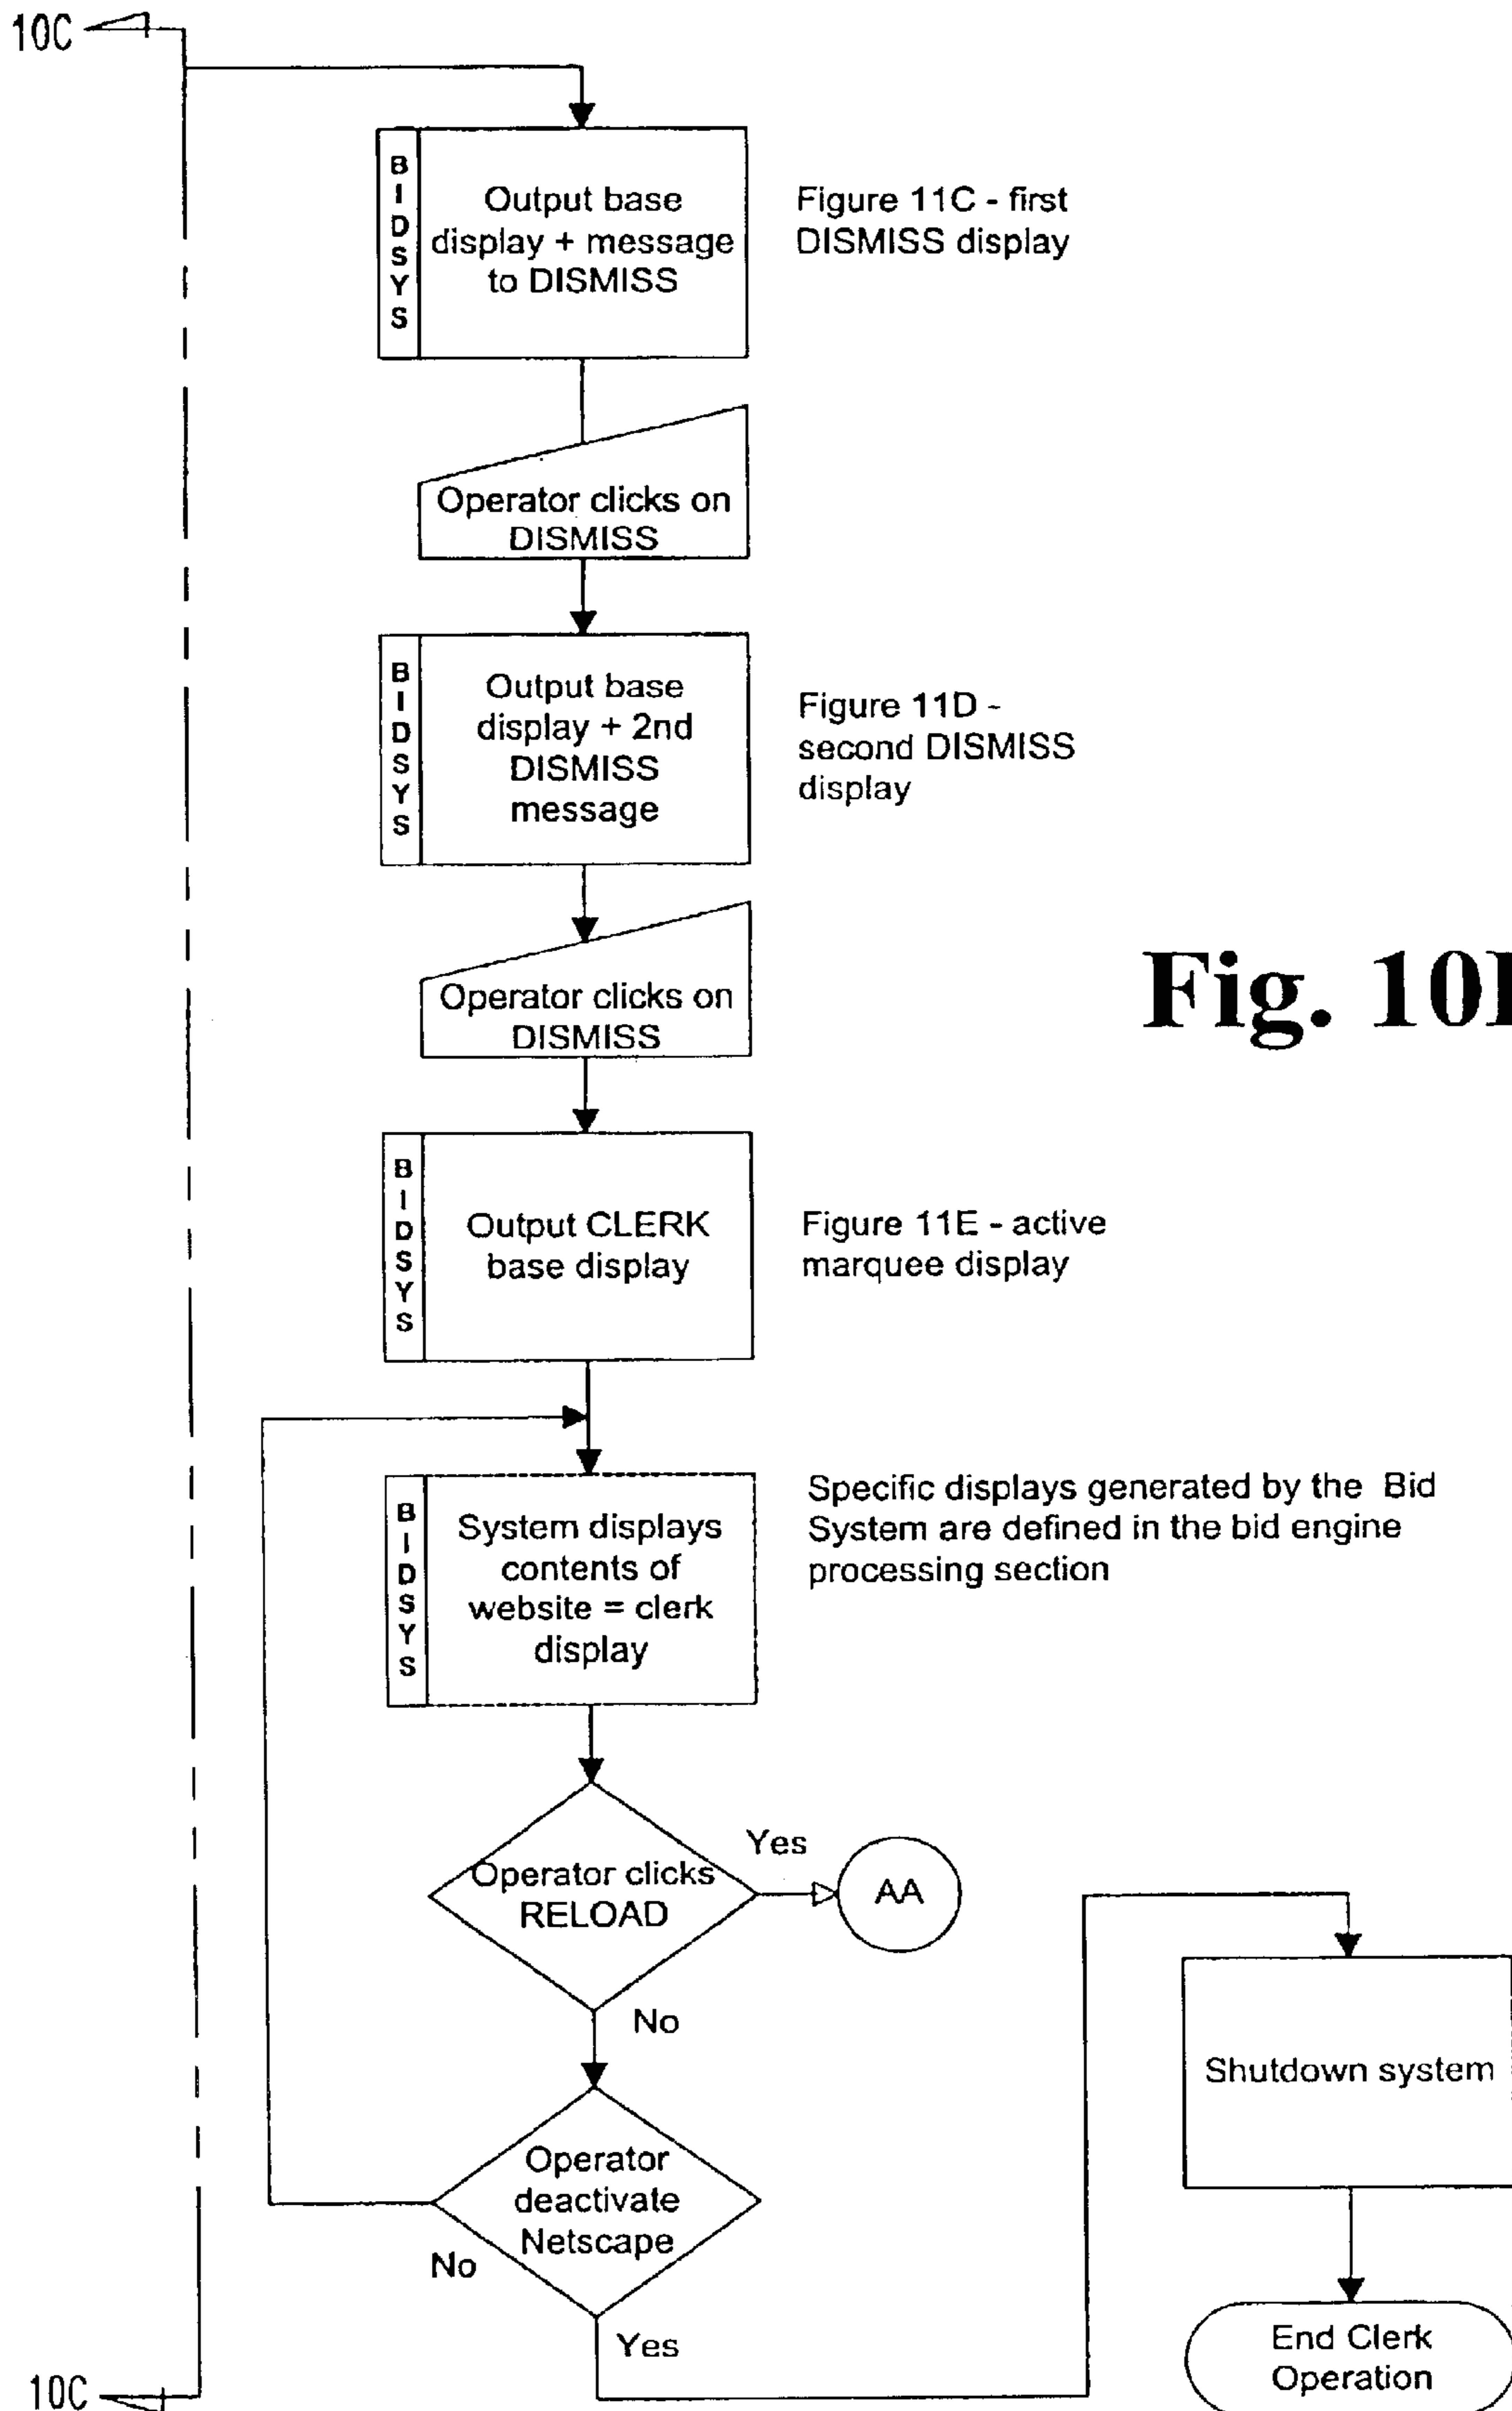 10C
BIDSYS
Output base
display + message
to DISMISS
Figure 11C - first
DISMISS display
Operator clicks on
DISMISS
BIDSYS
Output base
display + 2nd
DISMISS
message
Figure 11D -
second DISMISS
display
Operator clicks on
DISMISS
Fig. 10
BIDSYS
Output CLERK
base display
Figure 11E - active
marquee display
BIDSYS
System displays
contents of
website = clerk
display
Specific displays generated by the Bid
System are defined in the bid engine
processing section
Operator clicks
RELOAD
Yes
AA
No
Operator
deactivate
Netscape
No
Yes
Shutdown system
End Clerk
Operation
10C